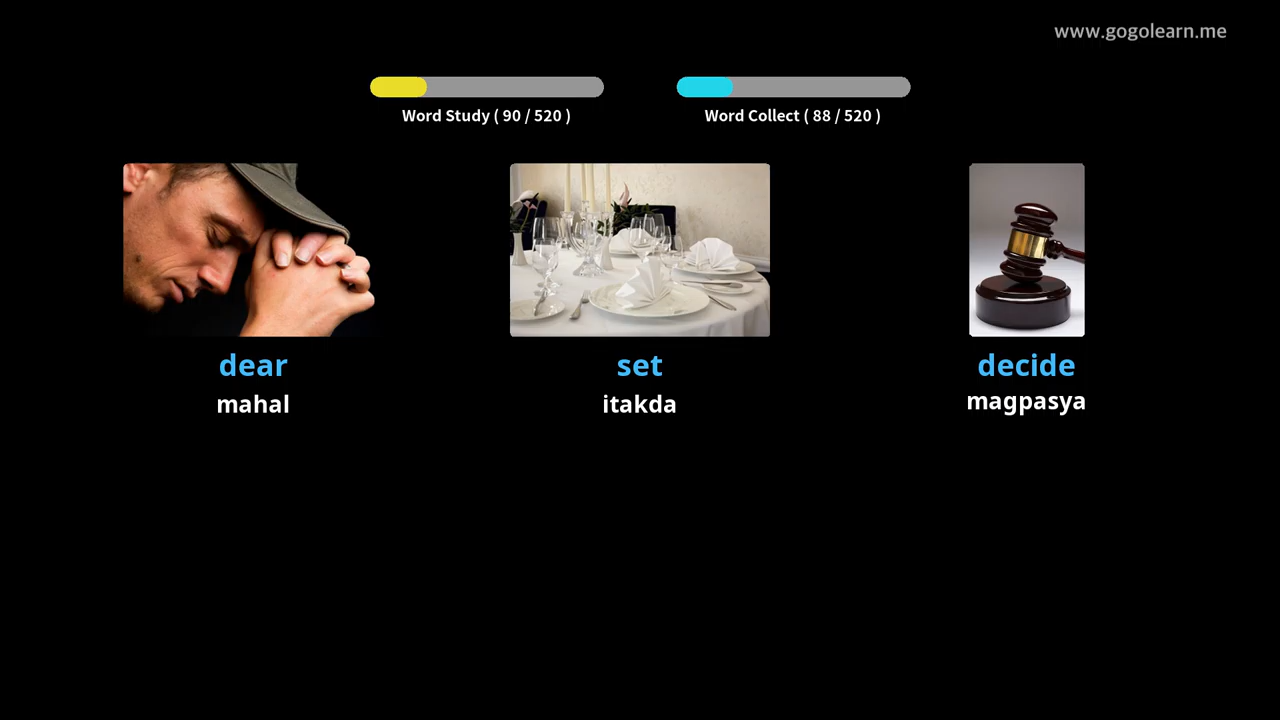 www.gogolearn.me
Word Study ( 90 / 520 )
Word Collect ( 88 / 520 )
dear
set
decide
mahal
itakda
magpasya